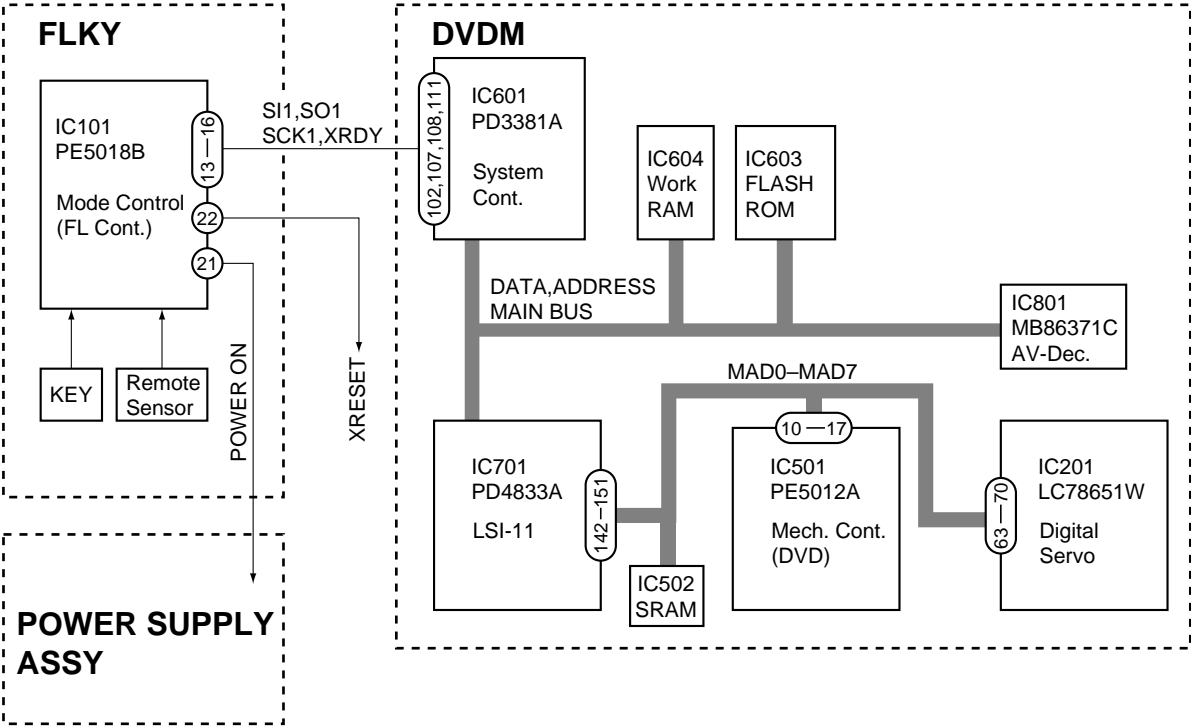 FLKY
IC101
PE5018B
Mode Control
(FL Cont.)
13—16
22
21
KEY
Remote
Sensor
SI1,SO1
SCK1,XRDY
POWER ON
XRESET
POWER SUPPLY
ASSY
DVDM
102,107,108,111
IC601
PD3381A
System
Cont.
IC604
Work
RAM
IC603
FLASH
ROM
DATA,ADDRESS
MAIN BUS
IC801
MB86371C
AV-Dec.
MAD0–MAD7
IC701
PD4833A
LSI-11
142–151
IC502
SRAM
10—17
IC501
PE5012A
Mech. Cont.
(DVD)
63—70
IC201
LC78651W
Digital
Servo